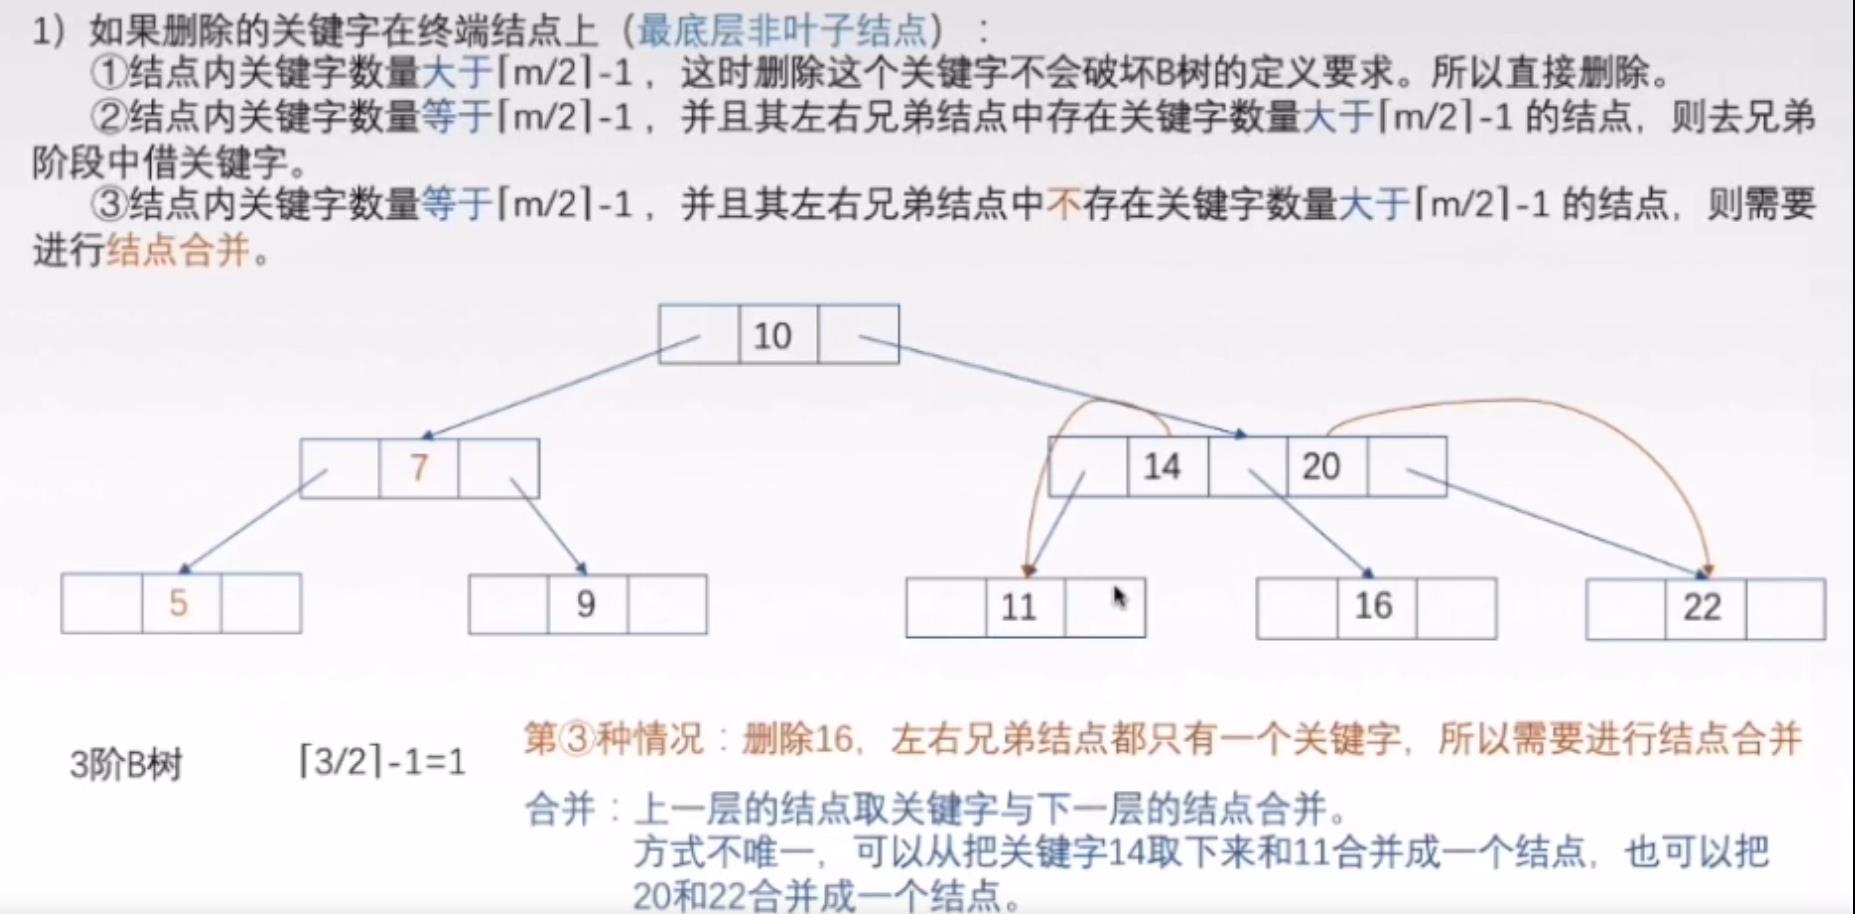 1）如果删除的关键字在终端结点上（最底层非叶子结点）：
①结点内关键字数量大于⌈m/2⌉-1，这时删除这个关键字不会破坏B树的定义要求。所以直接删除。
②结点内关键字数量等于⌈m/2⌉-1，并且其左右兄弟结点中存在关键字数量大于⌈m/2⌉-1 的结点，则去兄弟
阶段中借关键字。
③结点内关键字数量等于⌈m/2⌉-1，并且其左右兄弟结点中不存在关键字数量大于⌈m/2⌉-1 的结点，则需要
进行结点合并。
10
7
14 20
5
9
11
16
22
3阶B树 ⌈3/2⌉-1=1
第③种情况：删除16，左右兄弟结点都只有一个关键字，所以需要进行结点合并
合并：上一层的结点取关键字与下一层的结点合并。
方式不唯一，可以从把关键字14取下来和11合并成一个结点，也可以把
20和22合并成一个结点。